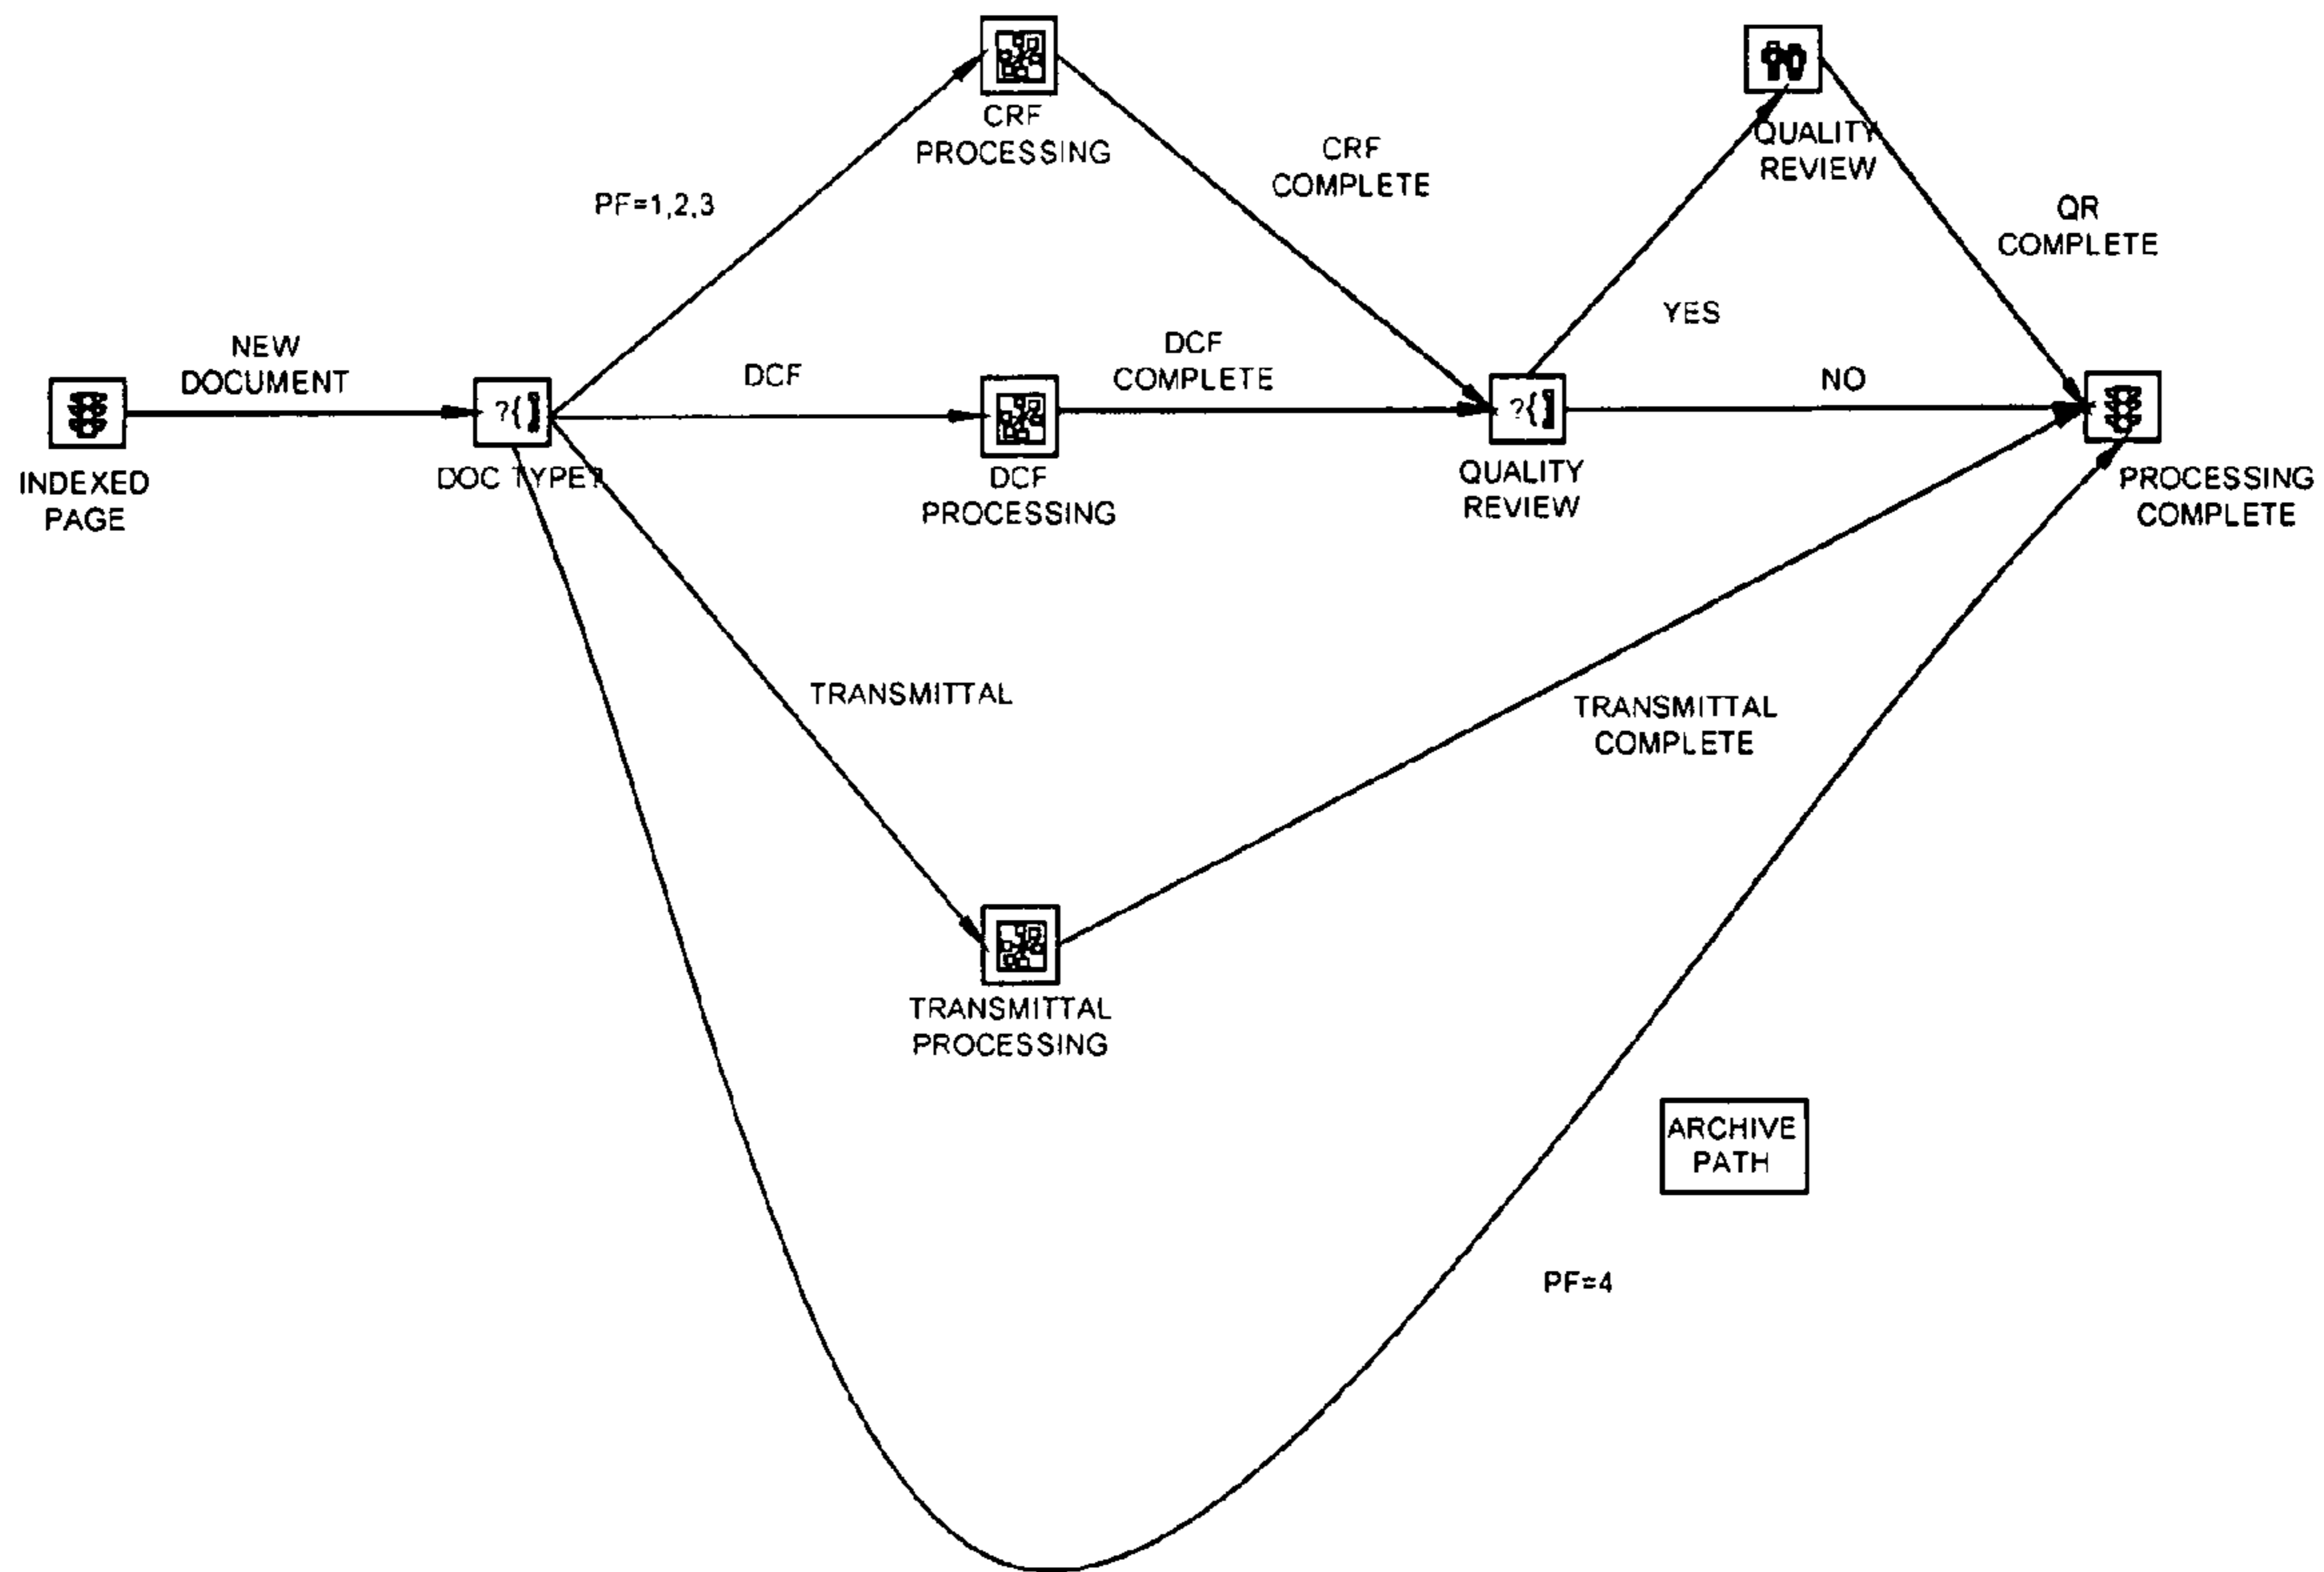 CRF
PROCESSING
CRF
COMPLETE
QUALITY
REVIEW
PF=1,2,3
QR
COMPLETE
YES
NEW
DOCUMENT
DCF
DCF
COMPLETE
NO
?{]
?{]
INDEXED
PAGE
DOC TYPE?
DCF
PROCESSING
QUALITY
REVIEW
PROCESSING
COMPLETE
TRANSMITTAL
TRANSMITTAL
COMPLETE
TRANSMITTAL
PROCESSING
ARCHIVE
PATH
PF=4